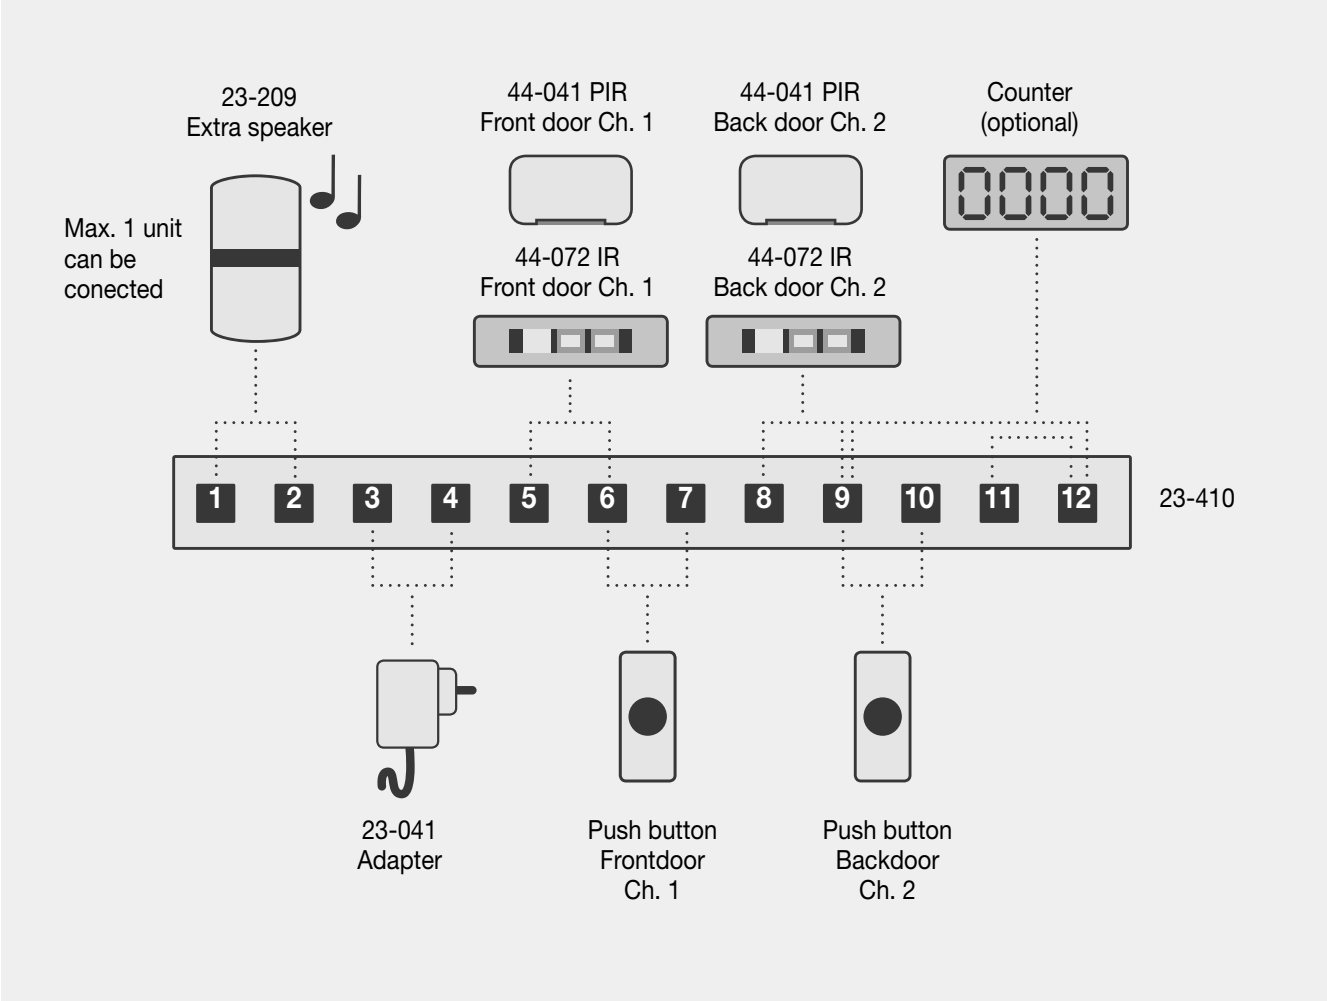 23-209
Extra speaker
Max. 1 unit
can be
conected
44-041 PIR
Front door Ch. 1
44-072 IR
Front door Ch. 1
44-041 PIR
Back door Ch. 2
44-072 IR
Back door Ch. 2
Counter
(optional)
0000
1 2 3 4 5 6 7 8 9 10 11 12
23-410
23-041
Adapter
Push button
Frontdoor
Ch. 1
Push button
Backdoor
Ch. 2